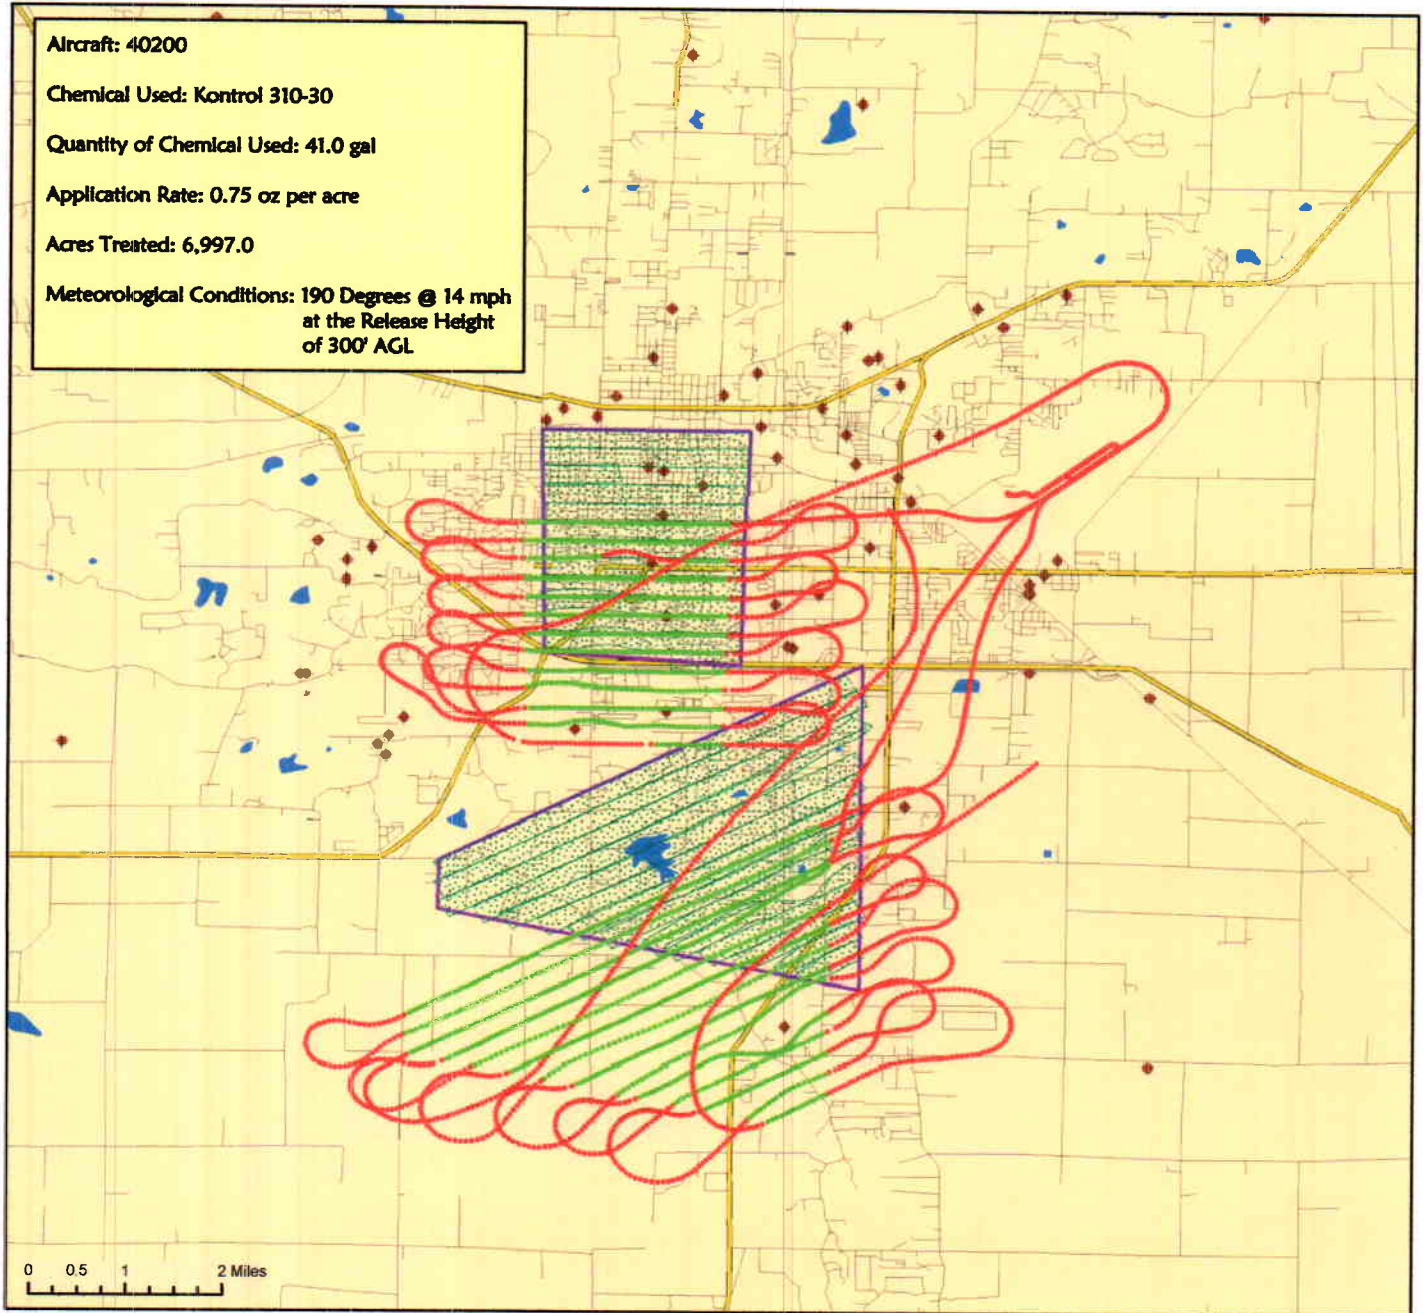 Aircraft: 40200
Chemical Used: Kontrol 310-30
Quantity of Chemical Used: 41.0 gal
Application Rate: 0.75 oz per acre
Acres Treated: 6,997.0
Meteorological Conditions: 190 Degrees @ 14 mph
at the Release Height
of 300' AGL
0 0.5 1 2 Miles